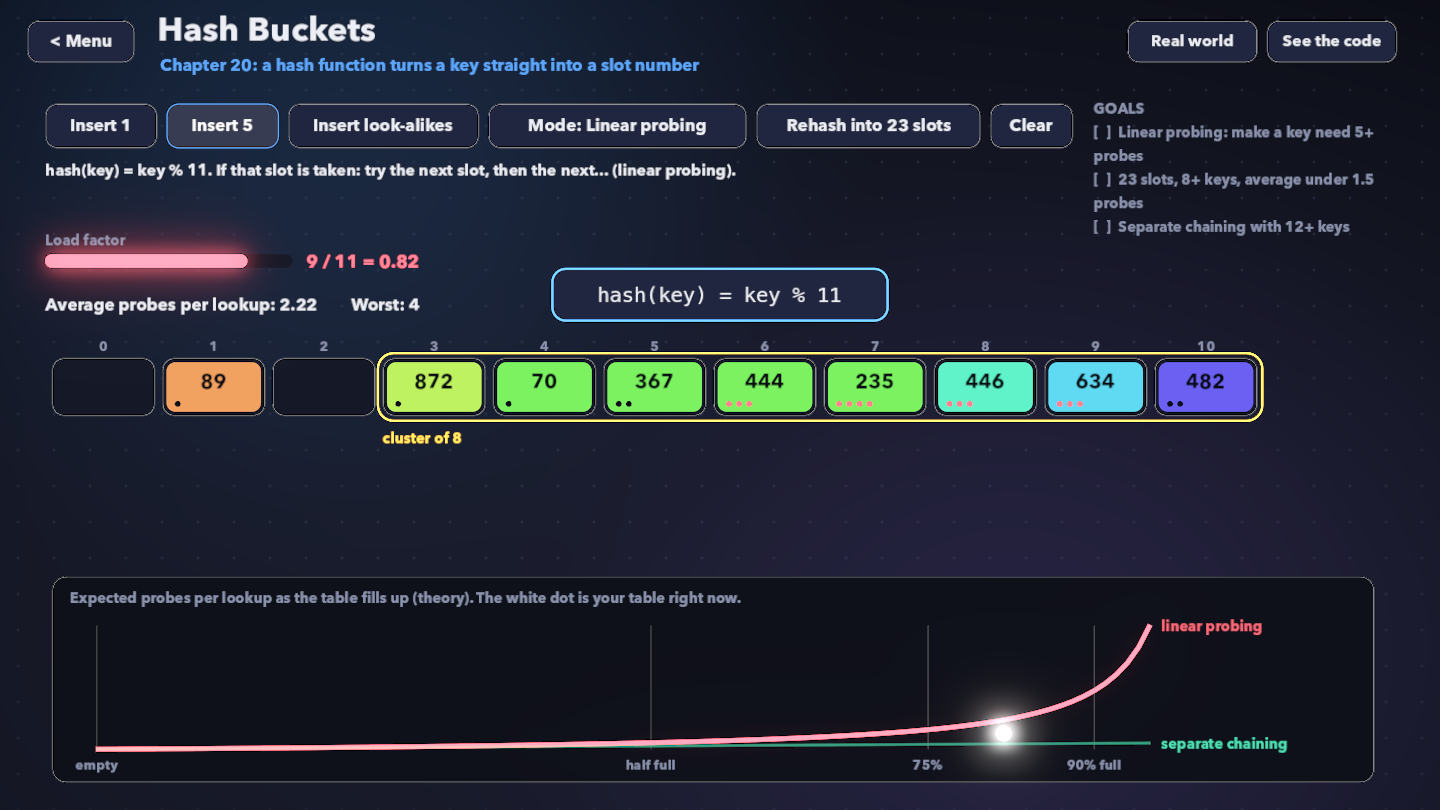 < Menu
Hash Buckets
Chapter 20: a hash function turns a key straight into a slot number
Real world
See the code
Insert 1
Insert 5
Insert look-alikes
Mode: Linear probing
Rehash into 23 slots
Clear
GOALS
[ ] Linear probing: make a key need 5+
probes
[ ] 23 slots, 8+ keys, average under 1.5
probes
[ ] Separate chaining with 12+ keys
hash(key) = key % 11. If that slot is taken: try the next slot, then the next... (linear probing).
Load factor
9 / 11 = 0.82
Average probes per lookup: 2.22 Worst: 4
hash(key) = key % 11
0 1 2 3 4 5 6 7 8 9 10
89 872 70 367 444 235 446 634 482
cluster of 8
Expected probes per lookup as the table fills up (theory). The white dot is your table right now.
linear probing
separate chaining
empty
half full
75%
90% full